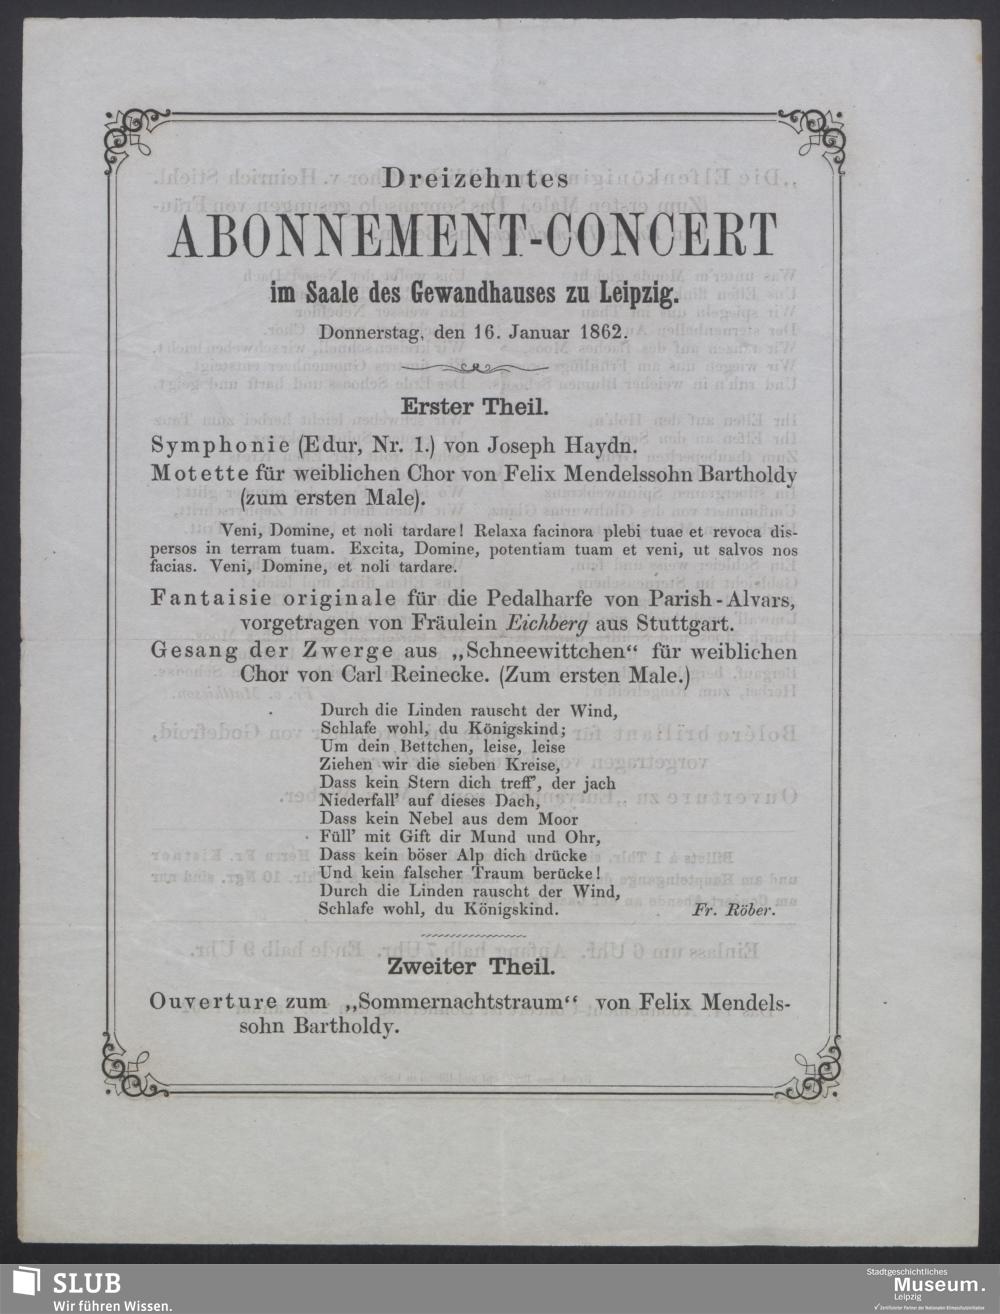 Dreizehntes
ABONNEMENT-CONCERT
im Saale des Gewandhauses zu Leipzig.
Donnerstag, den 16. Januar 1862.
Erster Theil.
Symphonie (Edur, Nr. 1.) von Joseph Haydn.
Motette für weiblichen Chor von Felix Mendelssohn Bartholdy
(zum ersten Male).
Veni, Domine, et noli tardare! Relaxa facinora plebi tuae et revoca dis-
persos in terram tuam. Excita, Domine, potentiam tuam et veni, ut salvos nos
facias. Veni, Domine, et noli tardare.
Fantaisie originale für die Pedalharfe von Parish-Alvars,
vorgetragen von Fräulein Eichberg aus Stuttgart.
Gesang der Zwerge aus „Schneewittchen“ für weiblichen
Chor von Carl Reinecke. (Zum ersten Male.)
Durch die Linden rauscht der Wind,
Schlafe wohl, du Königskind;
Um dein Bettchen, leise, leise
Ziehen wir die sieben Kreise,
Dass kein Stern dich treff’, der jach
Niederfall’ auf dieses Dach,
Dass kein Nebel aus dem Moor
Füll’ mit Gift dir Mund und Ohr,
Dass kein böser Alp dich drücke
Und kein falscher Traum berücke!
Durch die Linden rauscht der Wind,
Schlafe wohl, du Königskind. Fr. Röber.
Zweiter Theil.
Ouverture zum „Sommernachtstraum“ von Felix Mendels-
sohn Bartholdy.
SLUB
Wir führen Wissen.
Stadtgeschichtliches
Museum.
Leipzig
Zertifizierter Partner der Nationalen Klimaschutzinitiative